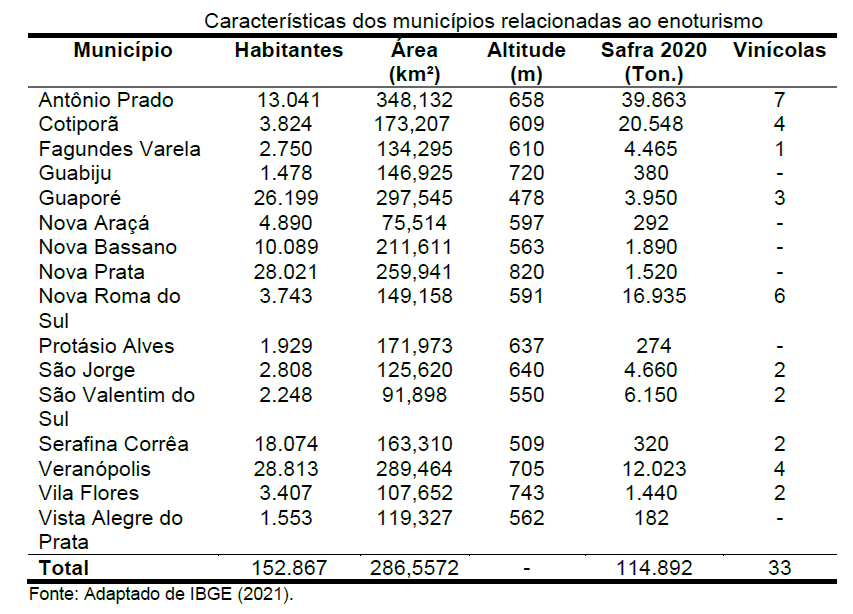 Características dos municípios relacionadas ao enoturismo
Município Habitantes Área (km²) Altitude (m) Safra 2020 (Ton.) Vinícolas
Antônio Prado 13.041 348,132 658 39.863 7
Cotiporã 3.824 173,207 609 20.548 4
Fagundes Varela 2.750 134,295 610 4.465 1
Guabiju 1.478 146,925 720 380 -
Guaporé 26.199 297,545 478 3.950 3
Nova Araçá 4.890 75,514 597 292 -
Nova Bassano 10.089 211,611 563 1.890 -
Nova Prata 28.021 259,941 820 1.520 -
Nova Roma do 3.743 149,158 591 16.935 6
Sul
Protásio Alves 1.929 171,973 637 274 -
São Jorge 2.808 125,620 640 4.660 2
São Valentim do 2.248 91,898 550 6.150 2
Sul
Serafina Corrêa 18.074 163,310 509 320 2
Veranópolis 28.813 289,464 705 12.023 4
Vila Flores 3.407 107,652 743 1.440 2
Vista Alegre do 1.553 119,327 562 182 -
Prata
Total 152.867 286,5572 - 114.892 33
Fonte: Adaptado de IBGE (2021).